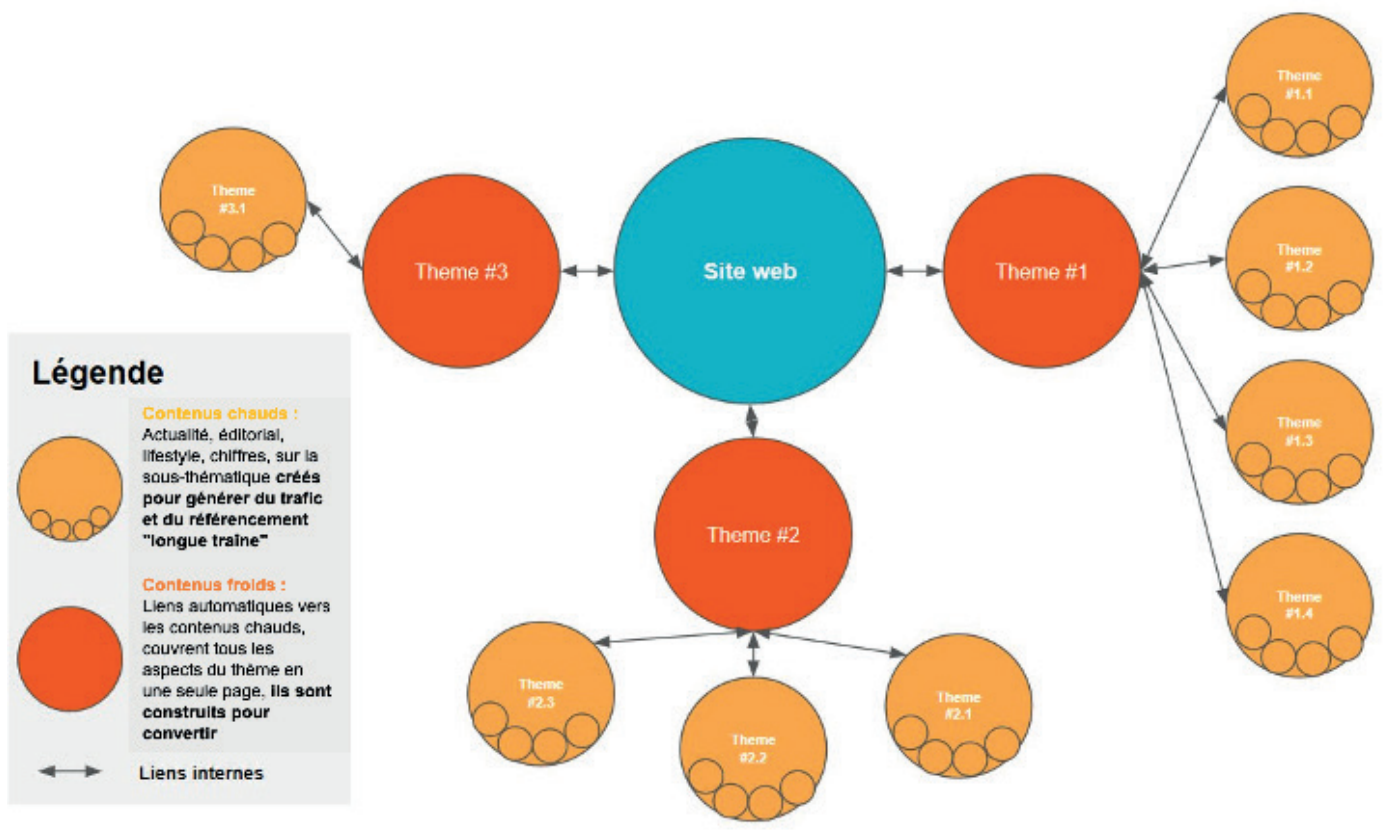 Theme
#1.1
Theme
#3.1
Theme #3
Site web
Theme #1
Theme
#1.2
Légende
Contenus chauds :
Actualité, éditorial,
lifestyle, chiffres, sur la
sous-thématique créés
pour générer du trafic
et du référencement
"longue traîne"
Theme
#1.3
Theme #2
Contenus froids :
Liens automatiques vers
les contenus chauds,
couvrent tous les
aspects du thème en
une seule page, ils sont
construits pour
convertir
Theme
#1.4
Theme
#2.3
Theme
#2.2
Theme
#2.1
Liens internes